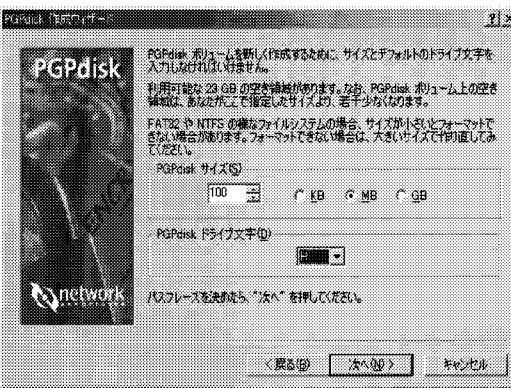 PGPdisk 作成ウィザード
PGPdisk
PGPdisk ボリュームを新しく作成するために、サイズとデフォルトのドライブ文字を
入力しなければいけません。
利用可能な 23 GB の空き領域があります。なお、PGPdisk ボリューム上の空き
領域は、あなたがここで指定したサイズより、若干少なくなります。
FAT32 や NTFS の様なファイルシステムの場合、サイズが小さいとフォーマットで
きない場合があります。フォーマットできない場合は、大きいサイズで作り直してみ
てください。
PGPdisk サイズ(S)
100
KB
MB
GB
PGPdisk ドライブ文字(D)
network
パスフレーズを決めたら、"次へ" を押してください。
< 戻る(B)
次へ(N) >
キャンセル